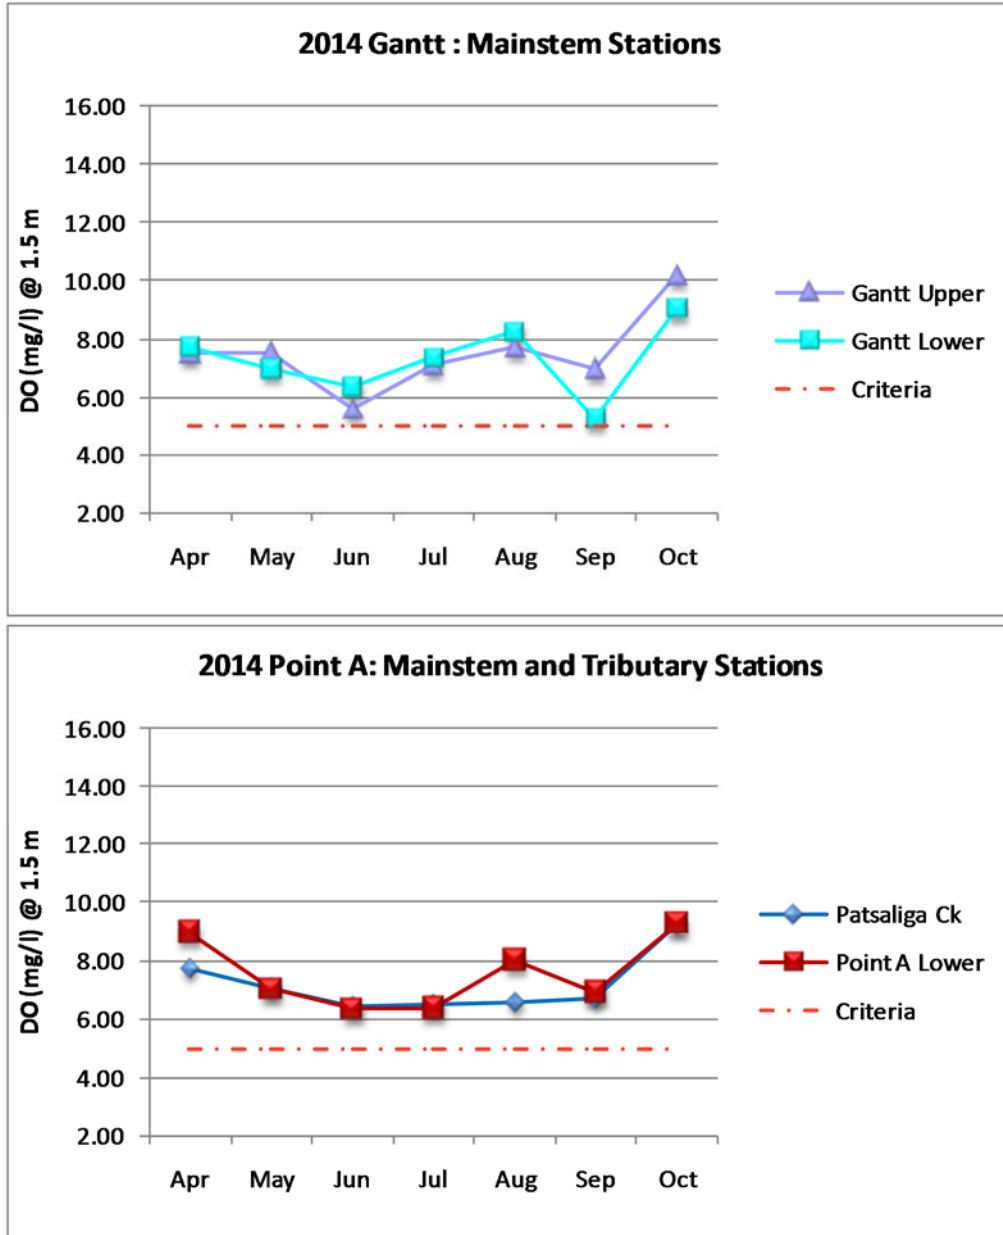 2014 Gantt : Mainstem Stations
DO (mg/l) @ 1.5 m
16.00
14.00
12.00
10.00
8.00
6.00
4.00
2.00
Apr May Jun Jul Aug Sep Oct
Gantt Upper
Gantt Lower
Criteria
2014 Point A: Mainstem and Tributary Stations
DO (mg/l) @ 1.5 m
16.00
14.00
12.00
10.00
8.00
6.00
4.00
2.00
Apr May Jun Jul Aug Sep Oct
Patsaliga Ck
Point A Lower
Criteria